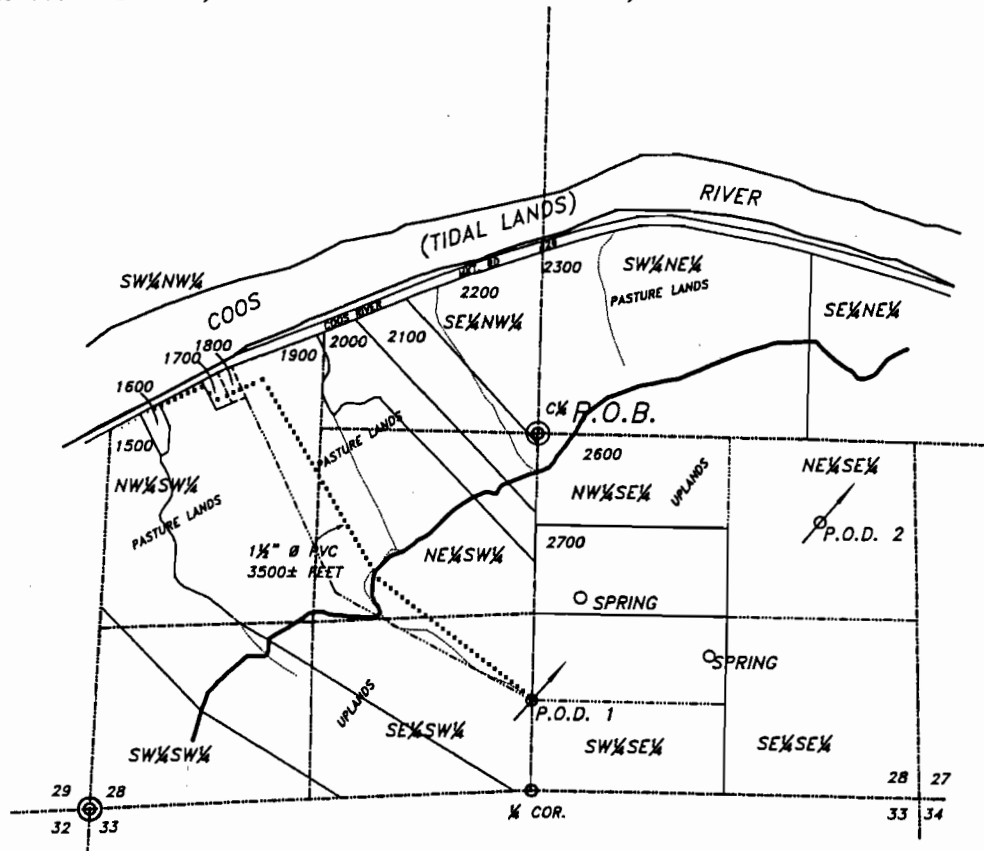 RIVER
(TIDAL LANDS)
SW¼NW¼
COOS
2300
SW¼NE¼
PASTURE LANDS
2200
SE¼NW¼
SE¼NE¼
COOS RIVER
HWY. RD
1800
1700
1900
2000
2100
1600
1500
C¼ P.O.B.
PASTURE LANDS
2600
UPLANDS
NE¼SE¼
NW¼SW¼
NW¼SE¼
PASTURE LANDS
P.O.D. 2
1½" Ø PVC
3500± FEET
NE¼SW¼
2700
SPRING
SPRING
UPLANDS
P.O.D. 1
SE¼SW¼
SW¼SE¼
SE¼SE¼
SW¼SW¼
29 28
28 27
32 33
33 34
¼ COR.